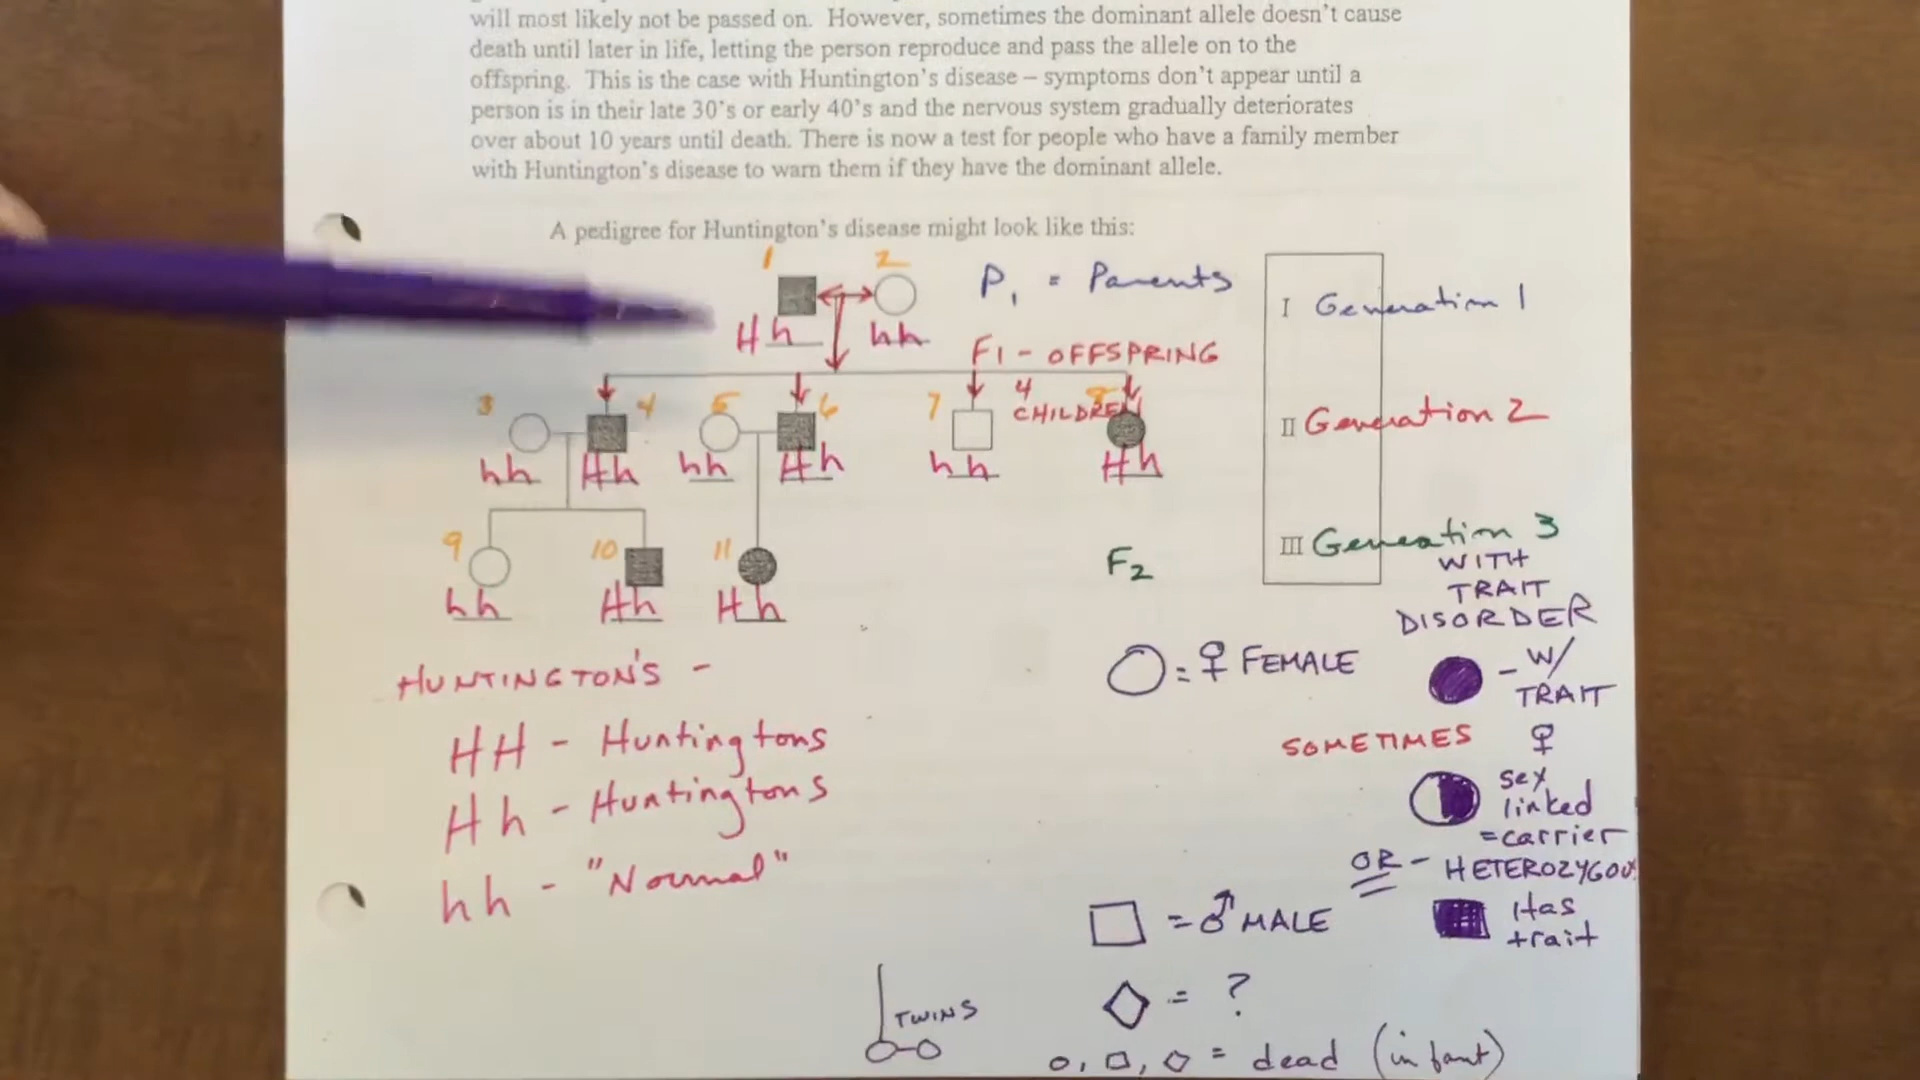 will most likely not be passed on. However, sometimes the dominant allele doesn't cause
death until later in life, letting the person reproduce and pass the allele on to the
offspring. This is the case with Huntington's disease – symptoms don't appear until a
person is in their late 30's or early 40's and the nervous system gradually deteriorates
over about 10 years until death. There is now a test for people who have a family member
with Huntington's disease to warn them if they have the dominant allele.
A pedigree for Huntington's disease might look like this:
1 2
P1 = Parents
I Generation 1
Hh hh
F1 - OFFSPRING
4
CHILDREN
3 4 5 6 7 8
II Generation 2
hh Hh hh Hh hh Hh
9 10 11
F2
III Generation 3
hh Hh Hh
WITH
TRAIT
DISORDER
HUNTINGTON'S -
= ♀ FEMALE
- W/
TRAIT
HH - Huntingtons
SOMETIMES ♀
Hh - Huntingtons
sex
linked
=carrier
hh - "Normal"
OR - HETEROZYGOU
= ♂ MALE
Has
trait
TWINS
= ?
= dead (infant)